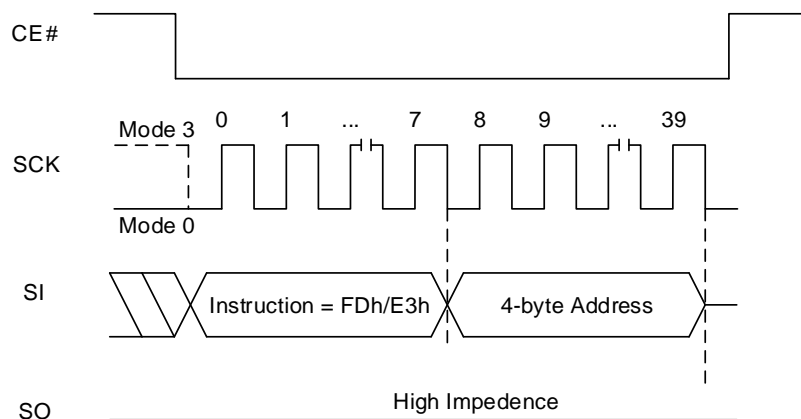 CE#
0 1 ... 7 8 9 ... 39
Mode 3
SCK
Mode 0
SI
Instruction = FDh/E3h
4-byte Address
High Impedence
SO